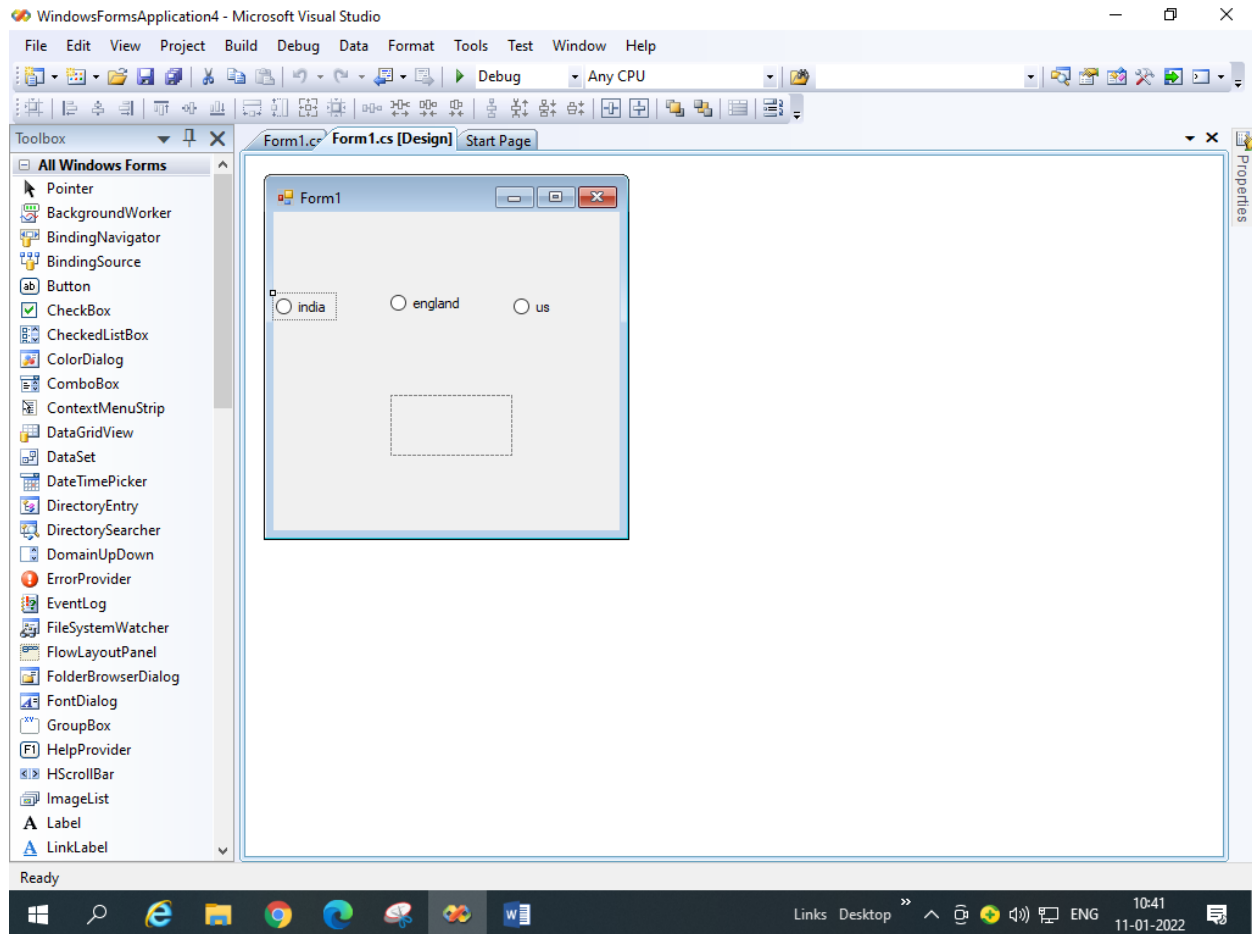 WindowsFormsApplication4 - Microsoft Visual Studio
File Edit View Project Build Debug Data Format Tools Test Window Help
Debug Any CPU
Toolbox
Form1.cs Form1.cs [Design] Start Page
Properties
All Windows Forms
Pointer
BackgroundWorker
BindingNavigator
BindingSource
Button
CheckBox
CheckedListBox
ColorDialog
ComboBox
ContextMenuStrip
DataGridView
DataSet
DateTimePicker
DirectoryEntry
DirectorySearcher
DomainUpDown
ErrorProvider
EventLog
FileSystemWatcher
FlowLayoutPanel
FolderBrowserDialog
FontDialog
GroupBox
HelpProvider
HScrollBar
ImageList
Label
LinkLabel
Form1
india england us
Ready
Links Desktop ENG 10:41
11-01-2022